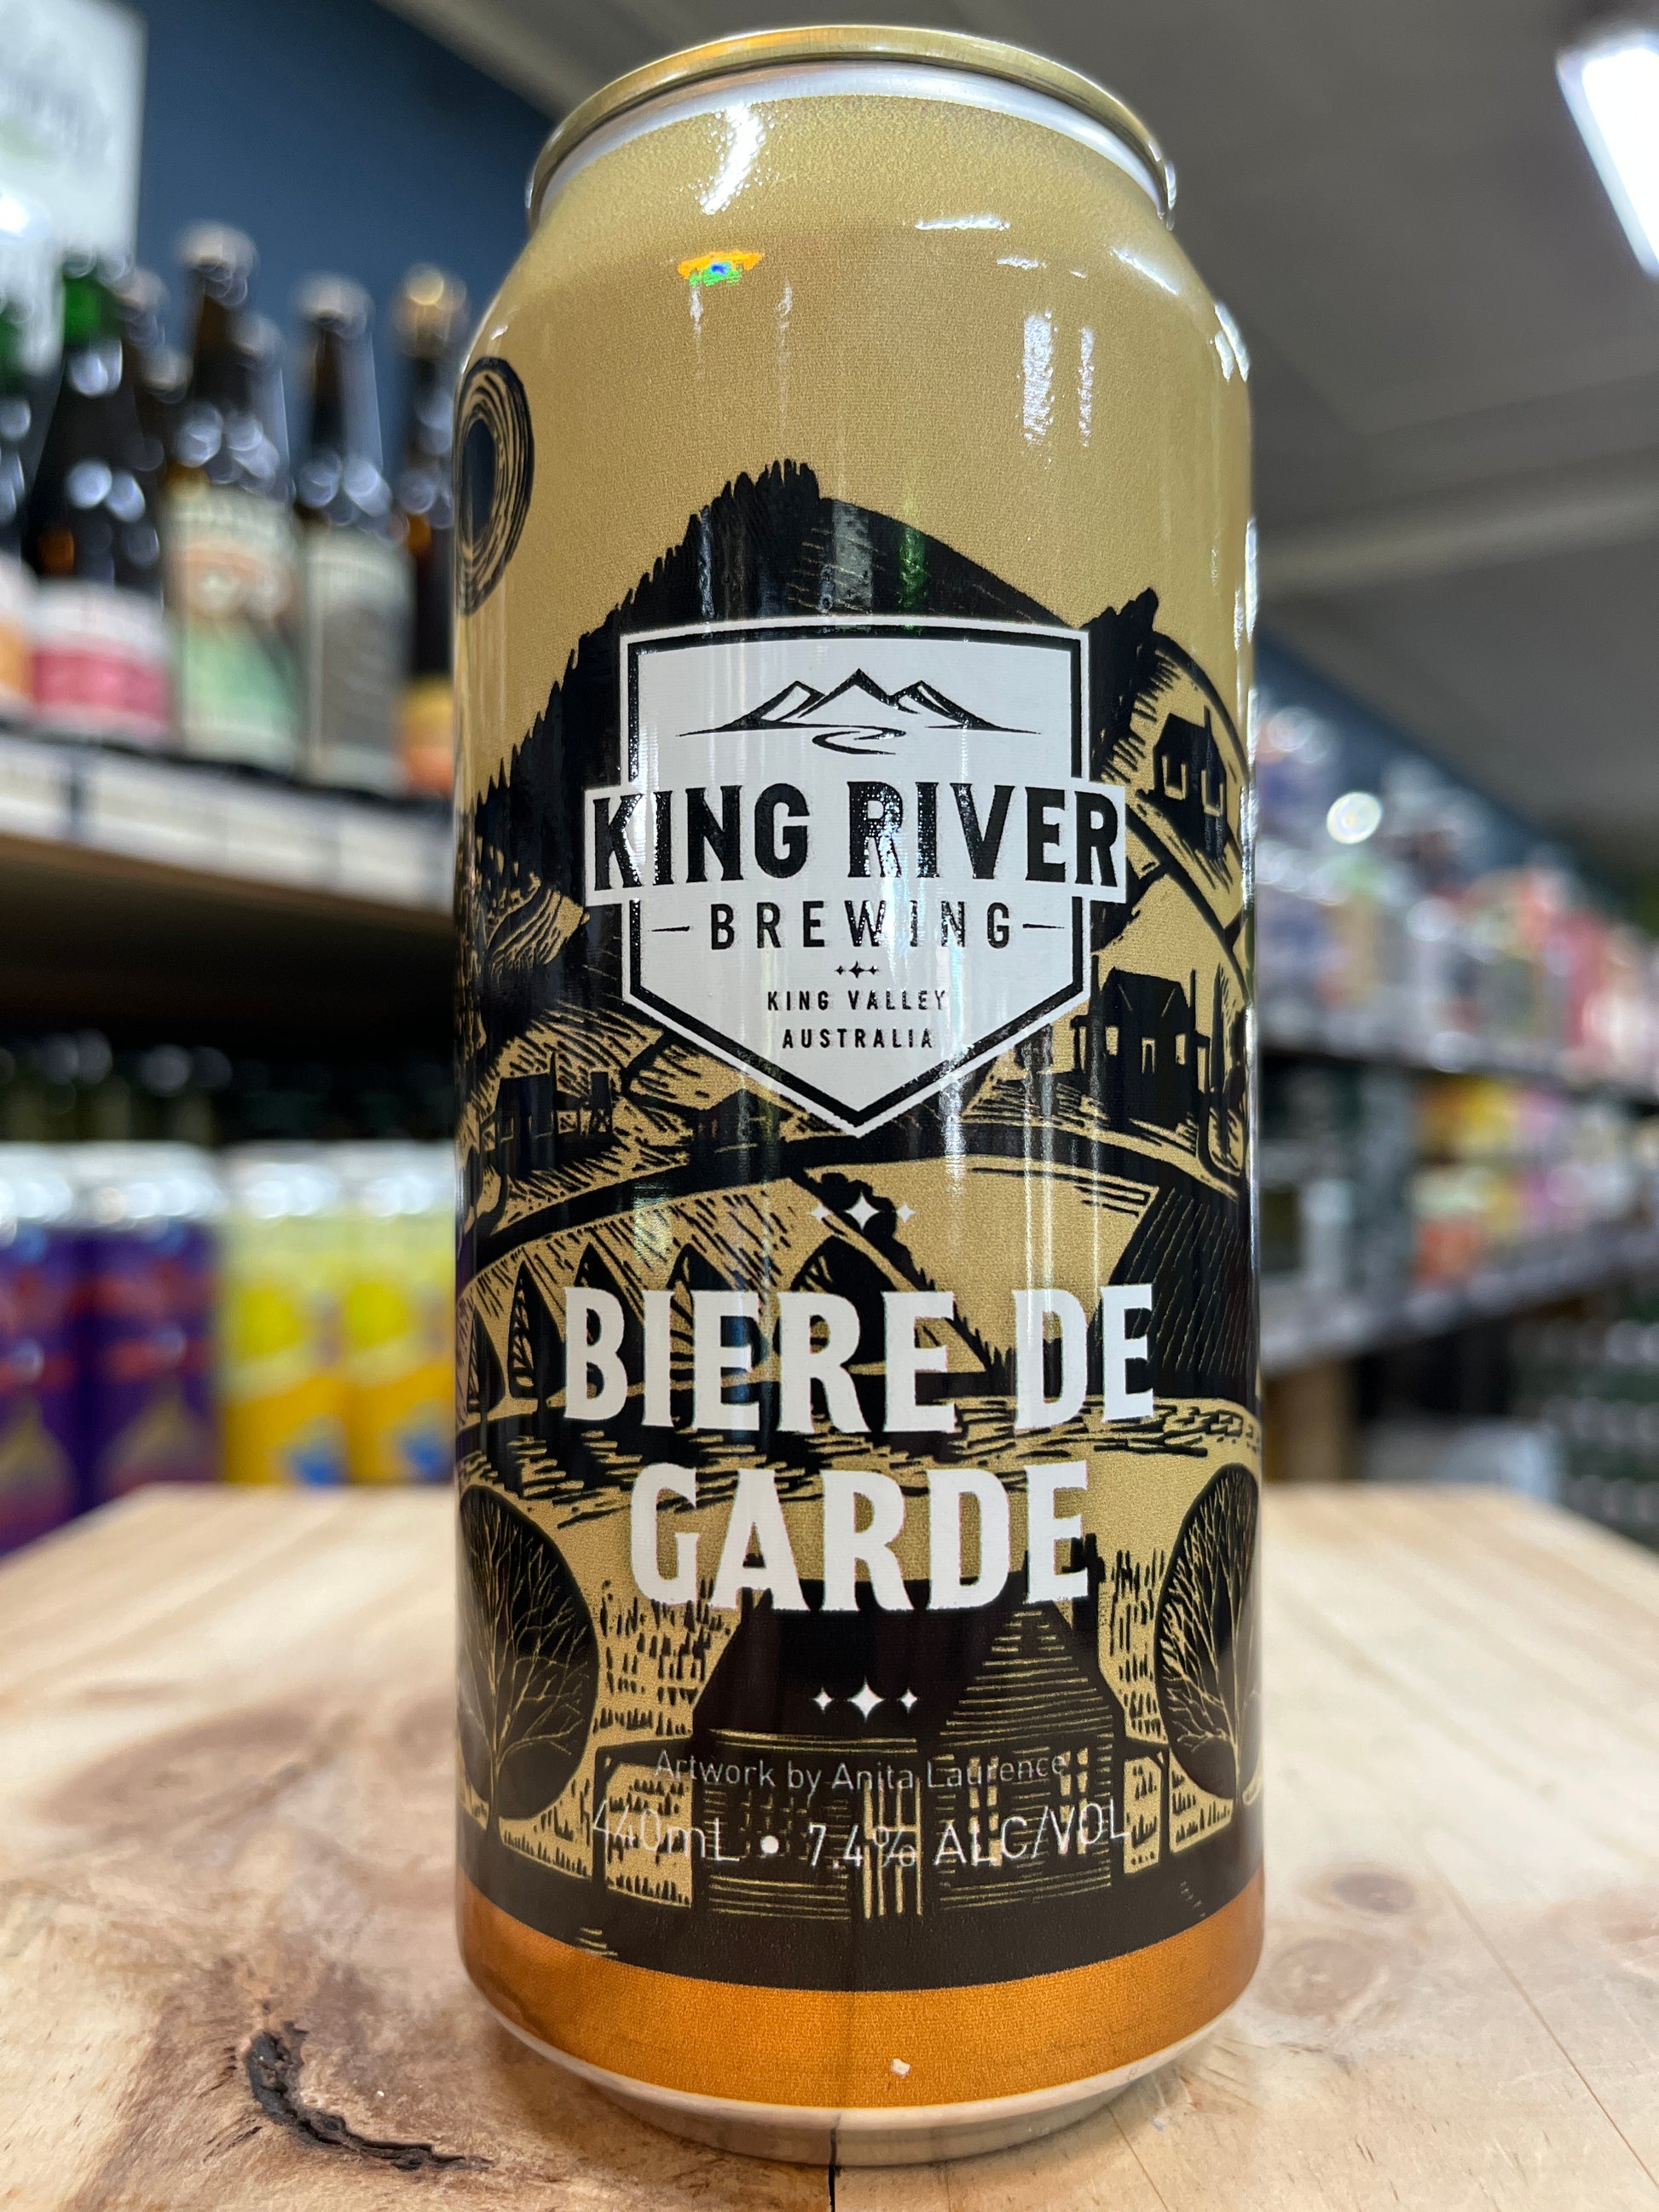 KING RIVER
BREWING
KING VALLEY
AUSTRALIA
BIERE DE
GARDE
Artwork by Anita Laurence
440mL • 7.4% ALC/VOL